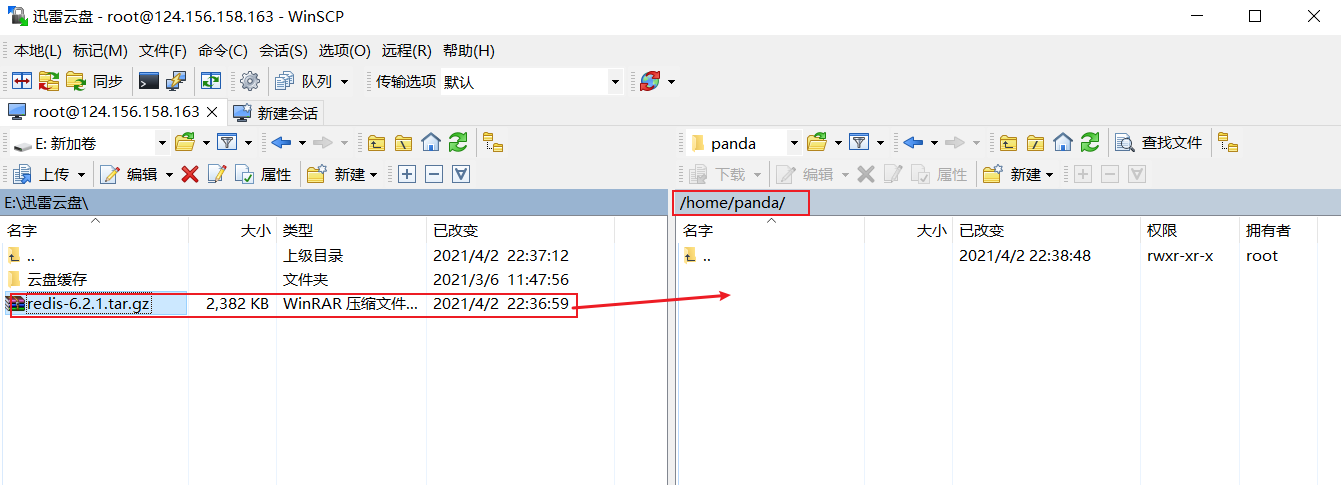 迅雷云盘 - root@124.156.158.163 - WinSCP
本地(L) 标记(M) 文件(F) 命令(C) 会话(S) 选项(O) 远程(R) 帮助(H)
同步 队列 传输选项 默认
root@124.156.158.163 新建会话
E: 新加卷 panda 查找文件
上传 编辑 属性 新建 下载 编辑 属性 新建
E:\迅雷云盘\ /home/panda/
名字 大小 类型 已改变 名字 大小 已改变 权限 拥有者
.. 上级目录 2021/4/2 22:37:12 .. 2021/4/2 22:38:48 rwxr-xr-x root
云盘缓存 文件夹 2021/3/6 11:47:56
redis-6.2.1.tar.gz 2,382 KB WinRAR 压缩文件... 2021/4/2 22:36:59